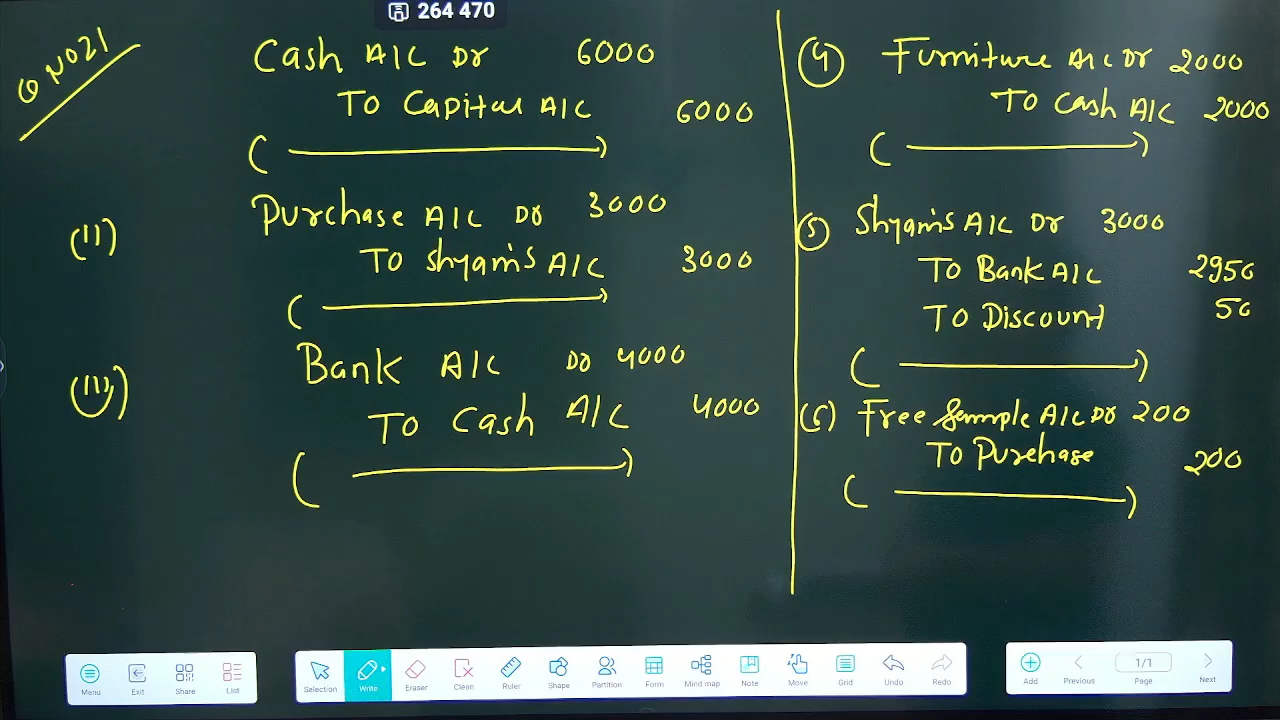 264 470
Q NO21
Cash A/C Dr 6000
To Capital A/C 6000
(II) Purchase A/C Dr 3000
To Shyam's A/C 3000
(III) Bank A/C Dr 4000
To Cash A/C 4000
(4) Furniture A/C Dr 2000
To Cash A/C 2000
(5) Shyam's A/C Dr 3000
To Bank A/C 2950
To Discount 50
(6) Free Sample A/C Dr 200
To Purchase 200
Menu Exit Share List
Selection Write Eraser Clean Ruler Shape Partition Form Mind map Note Move Grid Undo Redo
Add Previous 1/1 Page Next